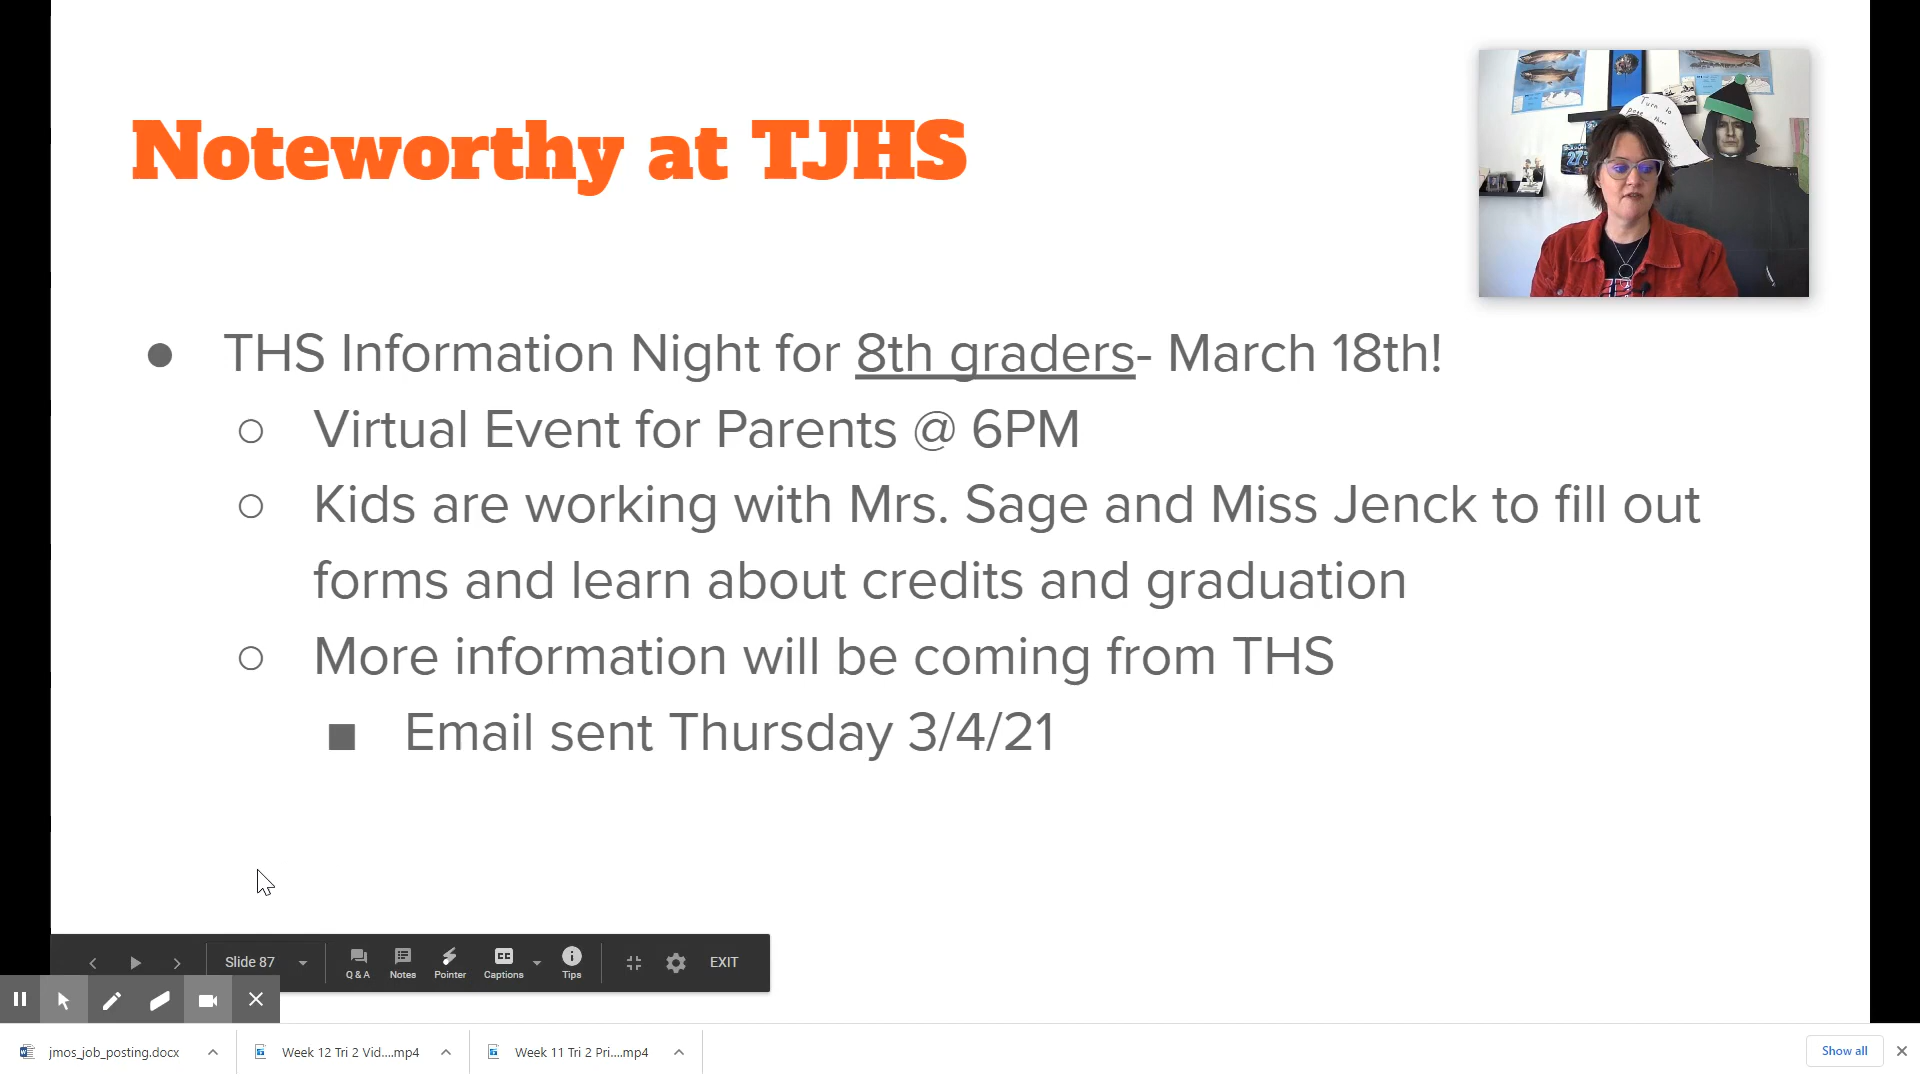 Noteworthy at TJHS
Turn to
THS Information Night for 8th graders- March 18th!
Virtual Event for Parents @ 6PM
Kids are working with Mrs. Sage and Miss Jenck to fill out
forms and learn about credits and graduation
More information will be coming from THS
Email sent Thursday 3/4/21
Slide 87
Q & A
Notes
Pointer
CC
Captions
Tips
EXIT
jmos_job_posting.docx
Week 12 Tri 2 Vid....mp4
Week 11 Tri 2 Pri....mp4
Show all